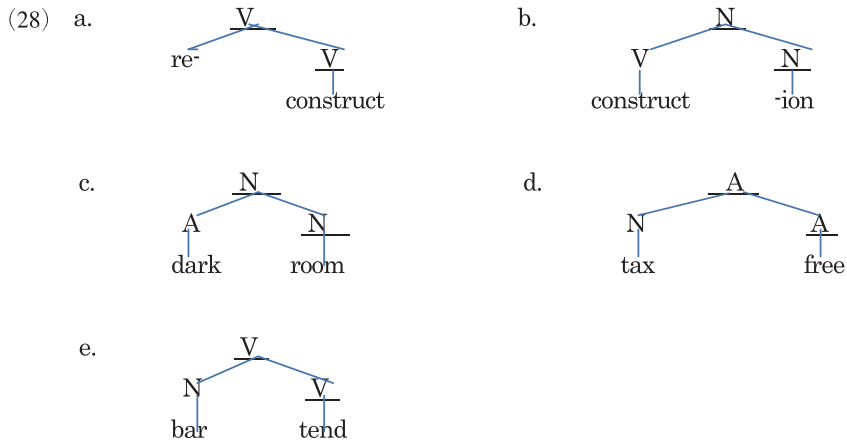 (28) a. V b. N
re- V V N
construct construct -ion
c. N d. A
A N N A
dark room tax free
e. V
N V
bar tend